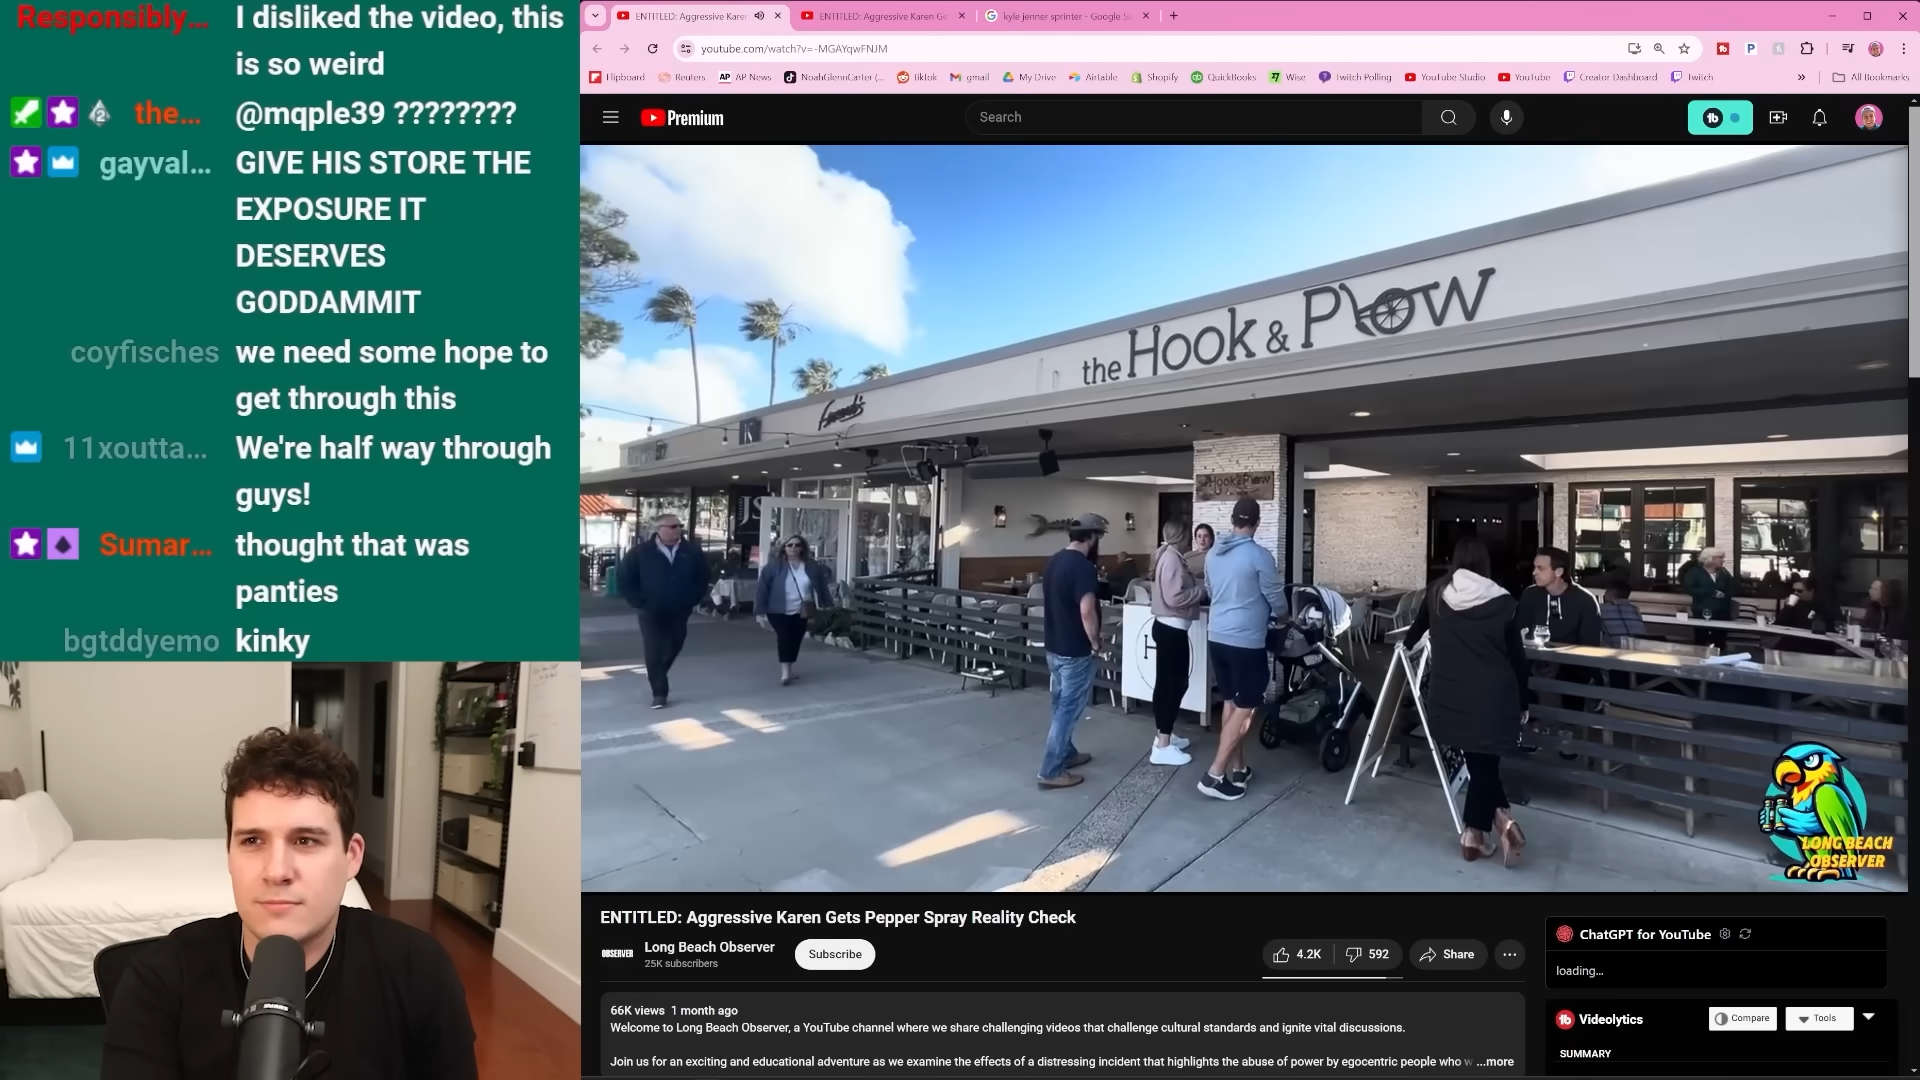 Responsibly...
I disliked the video, this
is so weird
the...
@mqple39 ????????
gayval...
GIVE HIS STORE THE
EXPOSURE IT
DESERVES
GODDAMMIT
coyfisches
we need some hope to
get through this
11xoutta...
We're half way through
guys!
Sumar...
thought that was
panties
bgtddyemo
kinky
ENTITLED: Aggressive Karen
ENTITLED: Aggressive Karen Ge
kyle jenner sprinter - Google Se
youtube.com/watch?v=-MGAYqwFNJM
Flipboard
Reuters
AP News
NoahGlennCarter (...
tiktok
gmail
My Drive
Airtable
Shopify
QuickBooks
Wise
Twitch Polling
YouTube Studio
YouTube
Creator Dashboard
Twitch
»
All Bookmarks
Premium
Search
the Hook & Plow
Hook & Plow
JS
H
LONG BEACH
OBSERVER
ENTITLED: Aggressive Karen Gets Pepper Spray Reality Check
OBSERVER
Long Beach Observer
25K subscribers
Subscribe
4.2K
592
Share
66K views 1 month ago
Welcome to Long Beach Observer, a YouTube channel where we share challenging videos that challenge cultural standards and ignite vital discussions.
Join us for an exciting and educational adventure as we examine the effects of a distressing incident that highlights the abuse of power by egocentric people who w ...more
ChatGPT for YouTube
loading...
Videolytics
Compare
Tools
SUMMARY